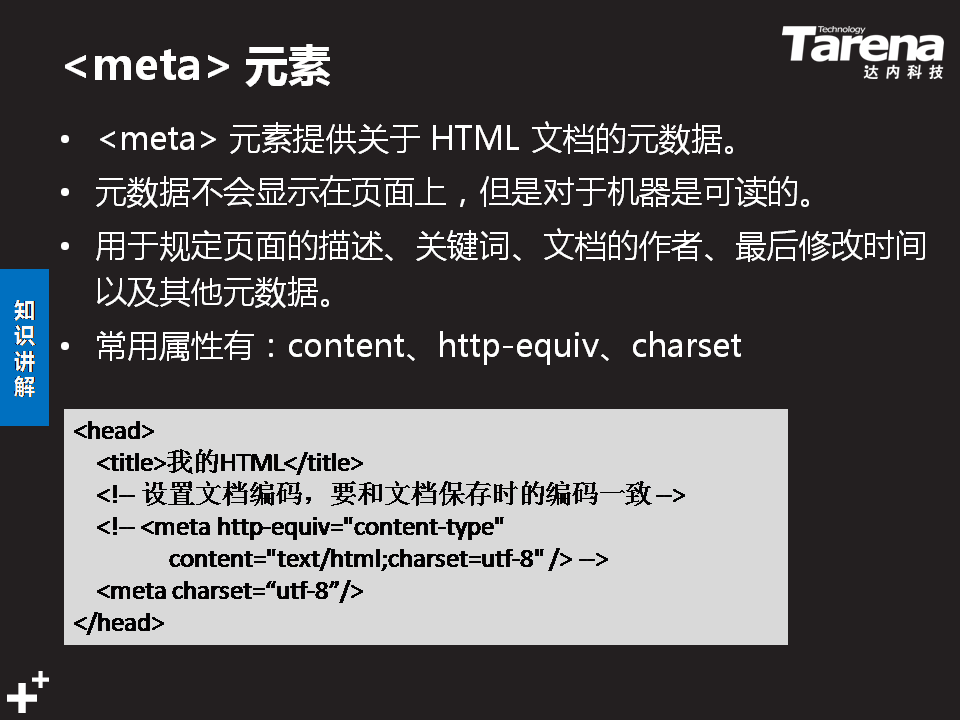 <meta> 元素
Technology
Tarena
达内科技
• <meta> 元素提供关于 HTML 文档的元数据。
• 元数据不会显示在页面上，但是对于机器是可读的。
• 用于规定页面的描述、关键词、文档的作者、最后修改时间
以及其他元数据。
• 常用属性有：content、http-equiv、charset
知
识
讲
解
<head>
<title>我的HTML</title>
<!-- 设置文档编码，要和文档保存时的编码一致 -->
<!-- <meta http-equiv="content-type"
content="text/html;charset=utf-8" /> -->
<meta charset=“utf-8”/>
</head>